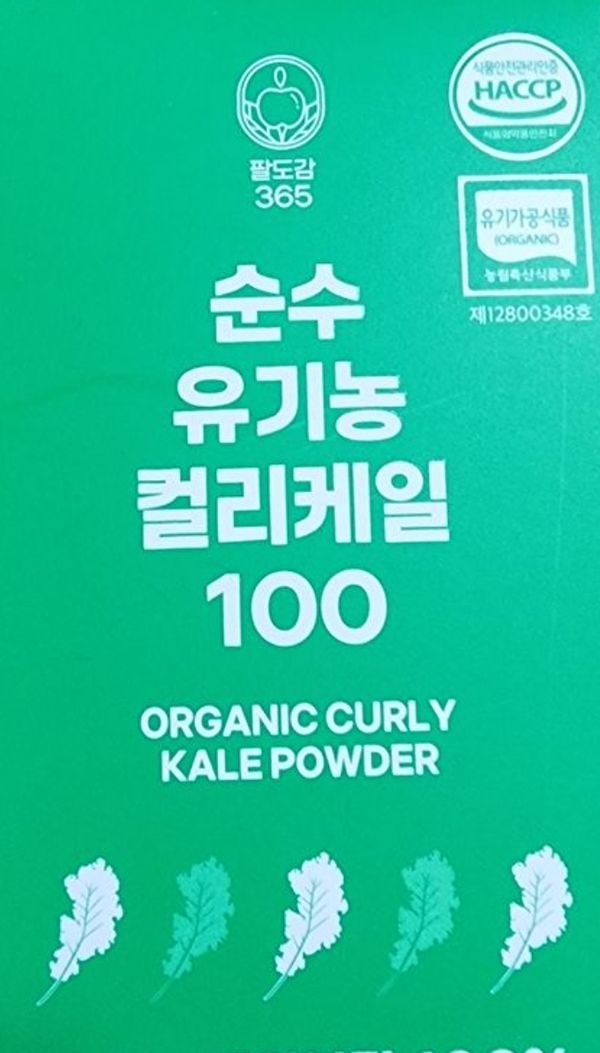 팔도감
365
식품안전관리인증
HACCP
식품의약품안전처
유기가공식품
(ORGANIC)
농림축산식품부
제12800348호
순수
유기농
컬리케일
100
ORGANIC CURLY
KALE POWDER